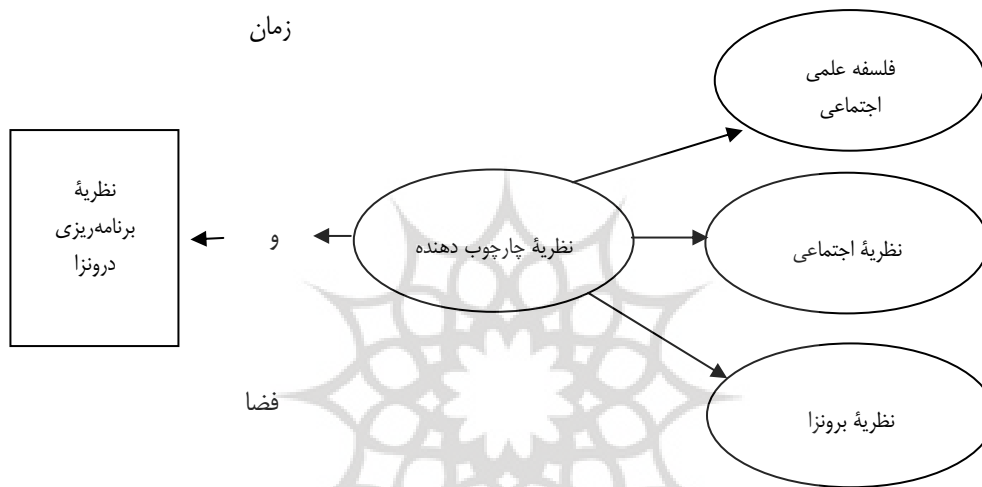 زمان
فلسفه علمی
اجتماعی
نظریهٔ اجتماعی
نظریهٔ برونزا
نظریهٔ چارچوب دهنده
و
فضا
نظریهٔ
برنامه‌ریزی
درونزا